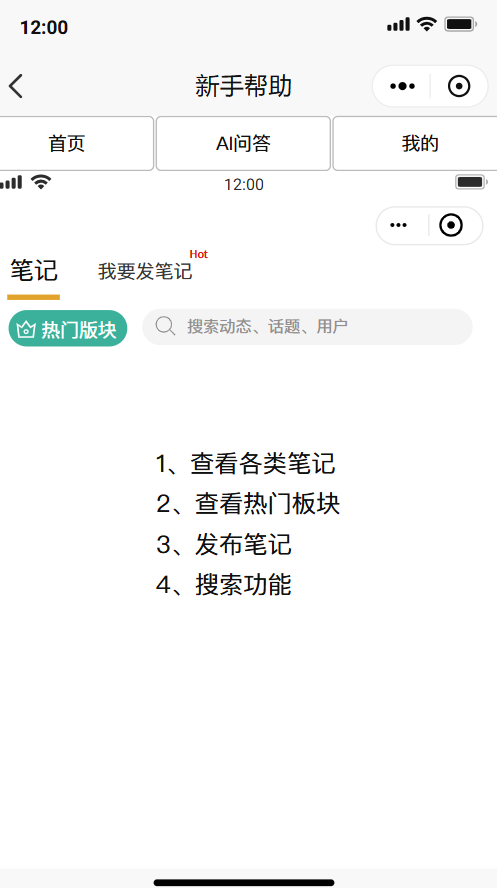 12:00
新手帮助
首页
AI问答
我的
12:00
笔记
我要发笔记
Hot
热门版块
搜索动态、话题、用户
1、查看各类笔记
2、查看热门板块
3、发布笔记
4、搜索功能